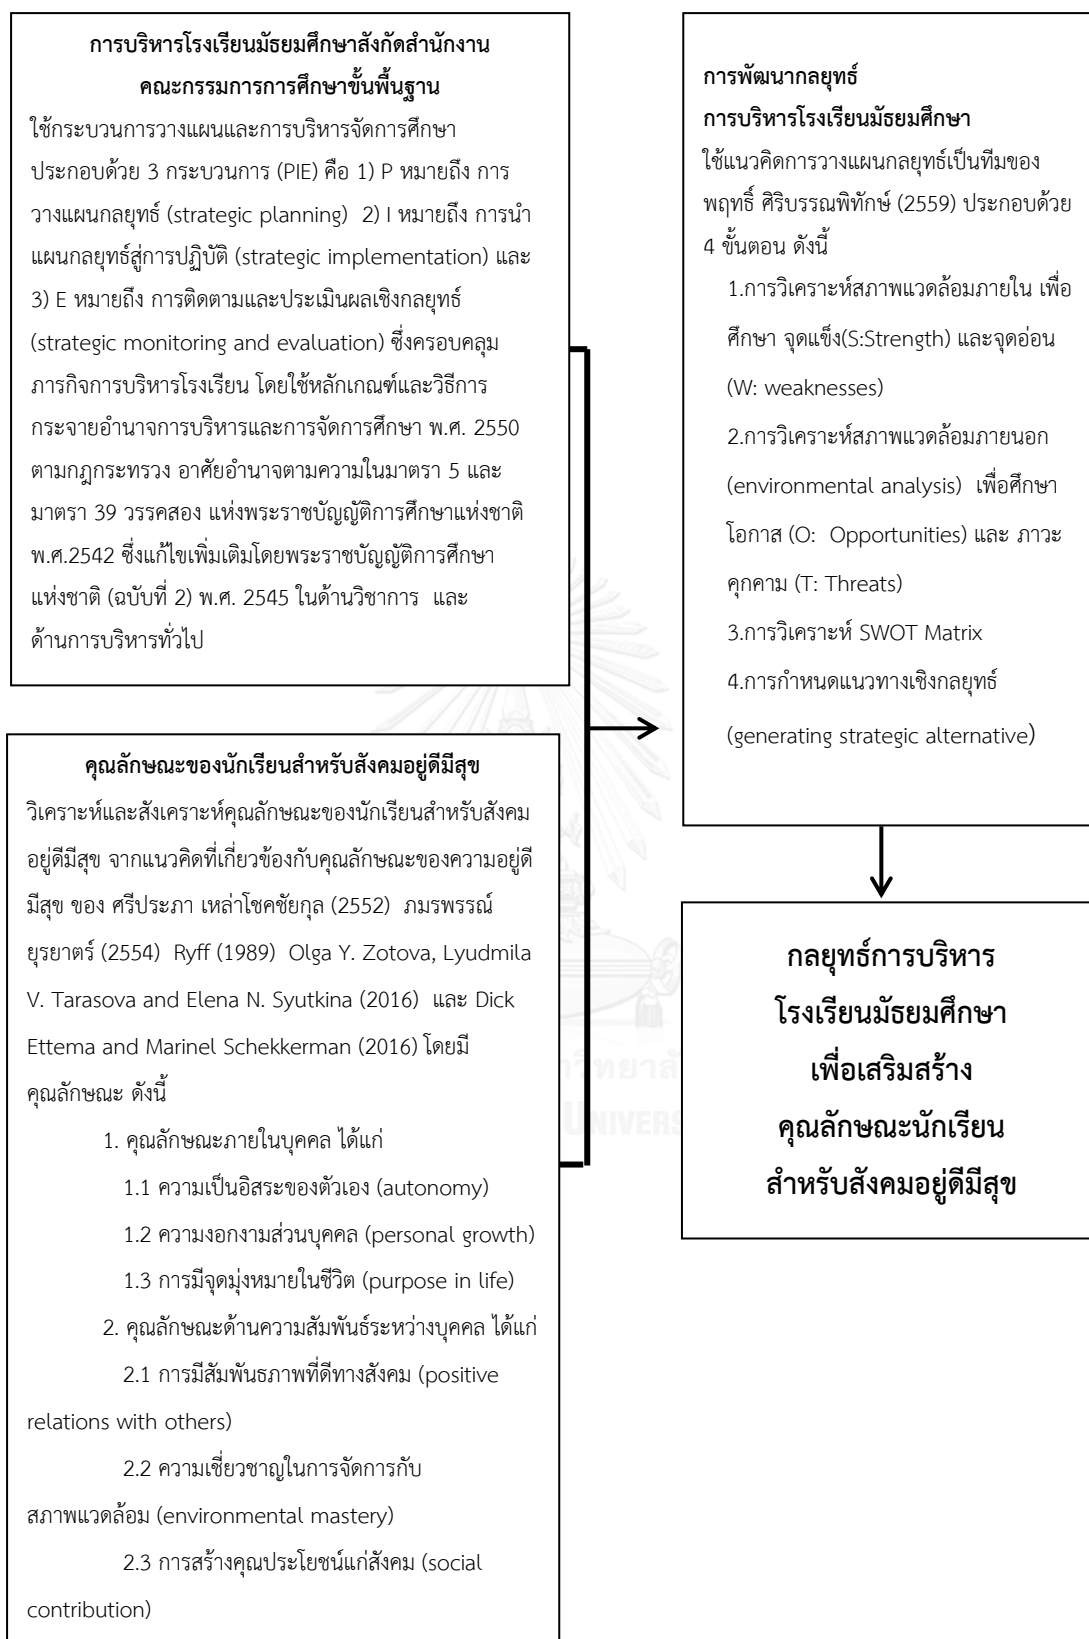 การบริหารโรงเรียนมัธยมศึกษาสังกัดสำนักงาน
คณะกรรมการการศึกษาขั้นพื้นฐาน
ใช้กระบวนการวางแผนและการบริหารจัดการศึกษา
ประกอบด้วย 3 กระบวนการ (PIE) คือ 1) P หมายถึง การ
วางแผนกลยุทธ์ (strategic planning) 2) I หมายถึง การนำ
แผนกลยุทธ์สู่การปฏิบัติ (strategic implementation) และ
3) E หมายถึง การติดตามและประเมินผลเชิงกลยุทธ์
(strategic monitoring and evaluation) ซึ่งครอบคลุม
ภารกิจการบริหารโรงเรียน โดยใช้หลักเกณฑ์และวิธีการ
กระจายอำนาจการบริหารและการจัดการศึกษา พ.ศ. 2550
ตามกฎกระทรวง อาศัยอำนาจตามความในมาตรา 5 และ
มาตรา 39 วรรคสอง แห่งพระราชบัญญัติการศึกษาแห่งชาติ
พ.ศ.2542 ซึ่งแก้ไขเพิ่มเติมโดยพระราชบัญญัติการศึกษา
แห่งชาติ (ฉบับที่ 2) พ.ศ. 2545 ในด้านวิชาการ และ
ด้านการบริหารทั่วไป
คุณลักษณะของนักเรียนสำหรับสังคมอยู่ดีมีสุข
วิเคราะห์และสังเคราะห์คุณลักษณะของนักเรียนสำหรับสังคม
อยู่ดีมีสุข จากแนวคิดที่เกี่ยวข้องกับคุณลักษณะของความอยู่ดี
มีสุข ของ ศรีประภา เหล่าโชคชัยกุล (2552) ภมรพรรณ์
ยุรยาตร์ (2554) Ryff (1989) Olga Y. Zotova, Lyudmila
V. Tarasova and Elena N. Syutkina (2016) และ Dick
Ettema and Marinel Schekkerman (2016) โดยมี
คุณลักษณะ ดังนี้
1. คุณลักษณะภายในบุคคล ได้แก่
1.1 ความเป็นอิสระของตัวเอง (autonomy)
1.2 ความงอกงามส่วนบุคคล (personal growth)
1.3 การมีจุดมุ่งหมายในชีวิต (purpose in life)
2. คุณลักษณะด้านความสัมพันธ์ระหว่างบุคคล ได้แก่
2.1 การมีสัมพันธภาพที่ดีทางสังคม (positive
relations with others)
2.2 ความเชี่ยวชาญในการจัดการกับ
สภาพแวดล้อม (environmental mastery)
2.3 การสร้างคุณประโยชน์แก่สังคม (social
contribution)
การพัฒนากลยุทธ์
การบริหารโรงเรียนมัธยมศึกษา
ใช้แนวคิดการวางแผนกลยุทธ์เป็นทีมของ
พฤทธิ์ ศิริบรรณพิทักษ์ (2559) ประกอบด้วย
4 ขั้นตอน ดังนี้
1.การวิเคราะห์สภาพแวดล้อมภายใน เพื่อ
ศึกษา จุดแข็ง(S:Strength) และจุดอ่อน
(W: weaknesses)
2.การวิเคราะห์สภาพแวดล้อมภายนอก
(environmental analysis) เพื่อศึกษา
โอกาส (O: Opportunities) และ ภาวะ
คุกคาม (T: Threats)
3.การวิเคราะห์ SWOT Matrix
4.การกำหนดแนวทางเชิงกลยุทธ์
(generating strategic alternative)
กลยุทธ์การบริหาร
โรงเรียนมัธยมศึกษา
เพื่อเสริมสร้าง
คุณลักษณะนักเรียน
สำหรับสังคมอยู่ดีมีสุข